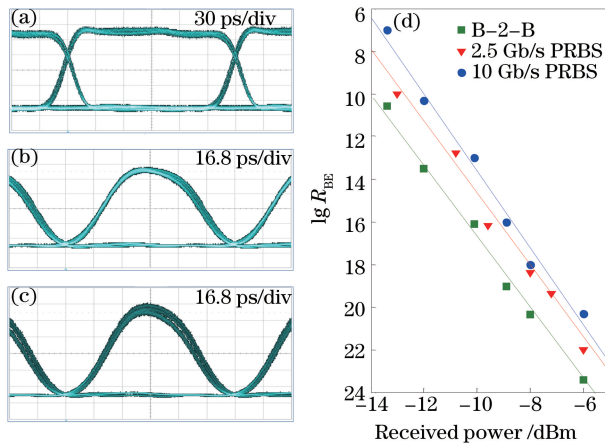 (a)
30 ps/div
(b)
16.8 ps/div
(c)
16.8 ps/div
(d)
B-2-B
2.5 Gb/s PRBS
10 Gb/s PRBS
6
8
10
12
14
16
18
20
22
24
lg R_BE
-14
-12
-10
-8
-6
Received power /dBm